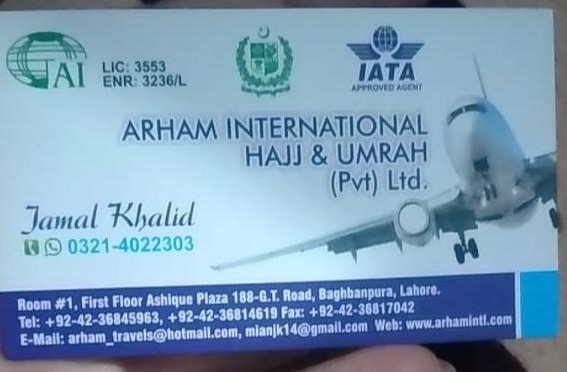 TAI
LIC: 3553
ENR: 3236/L
IATA
APPROVED AGENT
ARHAM INTERNATIONAL
HAJJ & UMRAH
(Pvt) Ltd.
Jamal Khalid
0321-4022303
Room #1, First Floor Ashique Plaza 188-G.T. Road, Baghbanpura, Lahore.
Tel: +92-42-36845963, +92-42-36814619 Fax: +92-42-36817042
E-Mail: arham_travels@hotmail.com, mianjk14@gmail.com Web: www.arhamintl.com